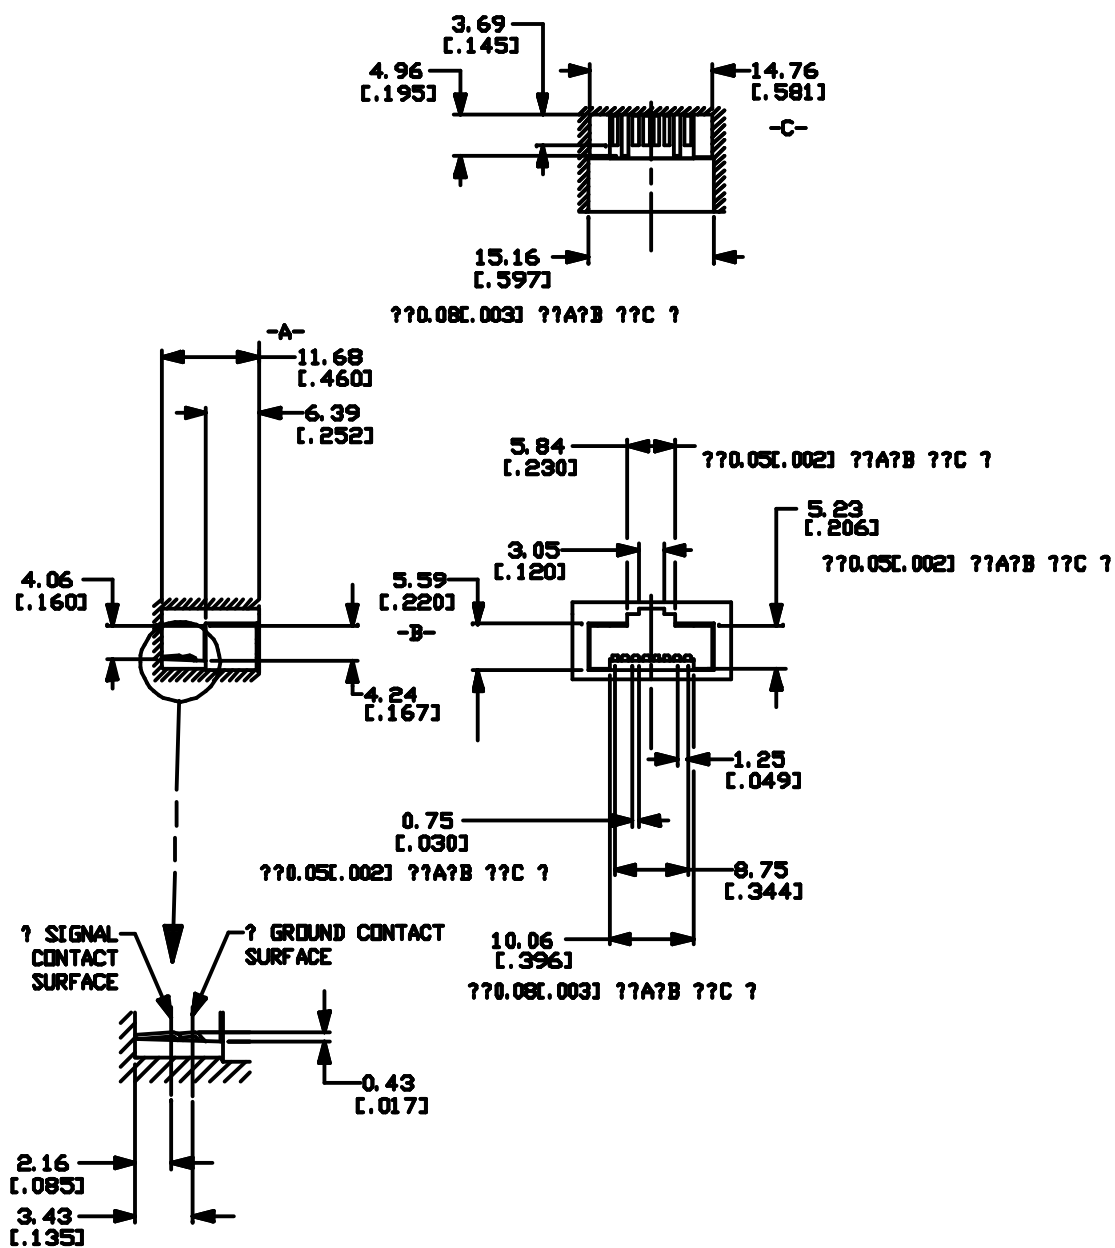 3.69
[.145]
4.96
[.195]
14.76
[.581]
-C-
15.16
[.597]
??0.08[.003] ??A?B ??C ?
-A-
11.68
[.460]
6.39
[.252]
5.84
[.230]
??0.05[.002] ??A?B ??C ?
5.23
[.206]
??0.05[.002] ??A?B ??C ?
3.05
[.120]
4.06
[.160]
5.59
[.220]
-B-
4.24
[.167]
1.25
[.049]
0.75
[.030]
??0.05[.002] ??A?B ??C ?
8.75
[.344]
? SIGNAL
CONTACT
SURFACE
? GROUND CONTACT
SURFACE
10.06
[.396]
??0.08[.003] ??A?B ??C ?
0.43
[.017]
2.16
[.085]
3.43
[.135]